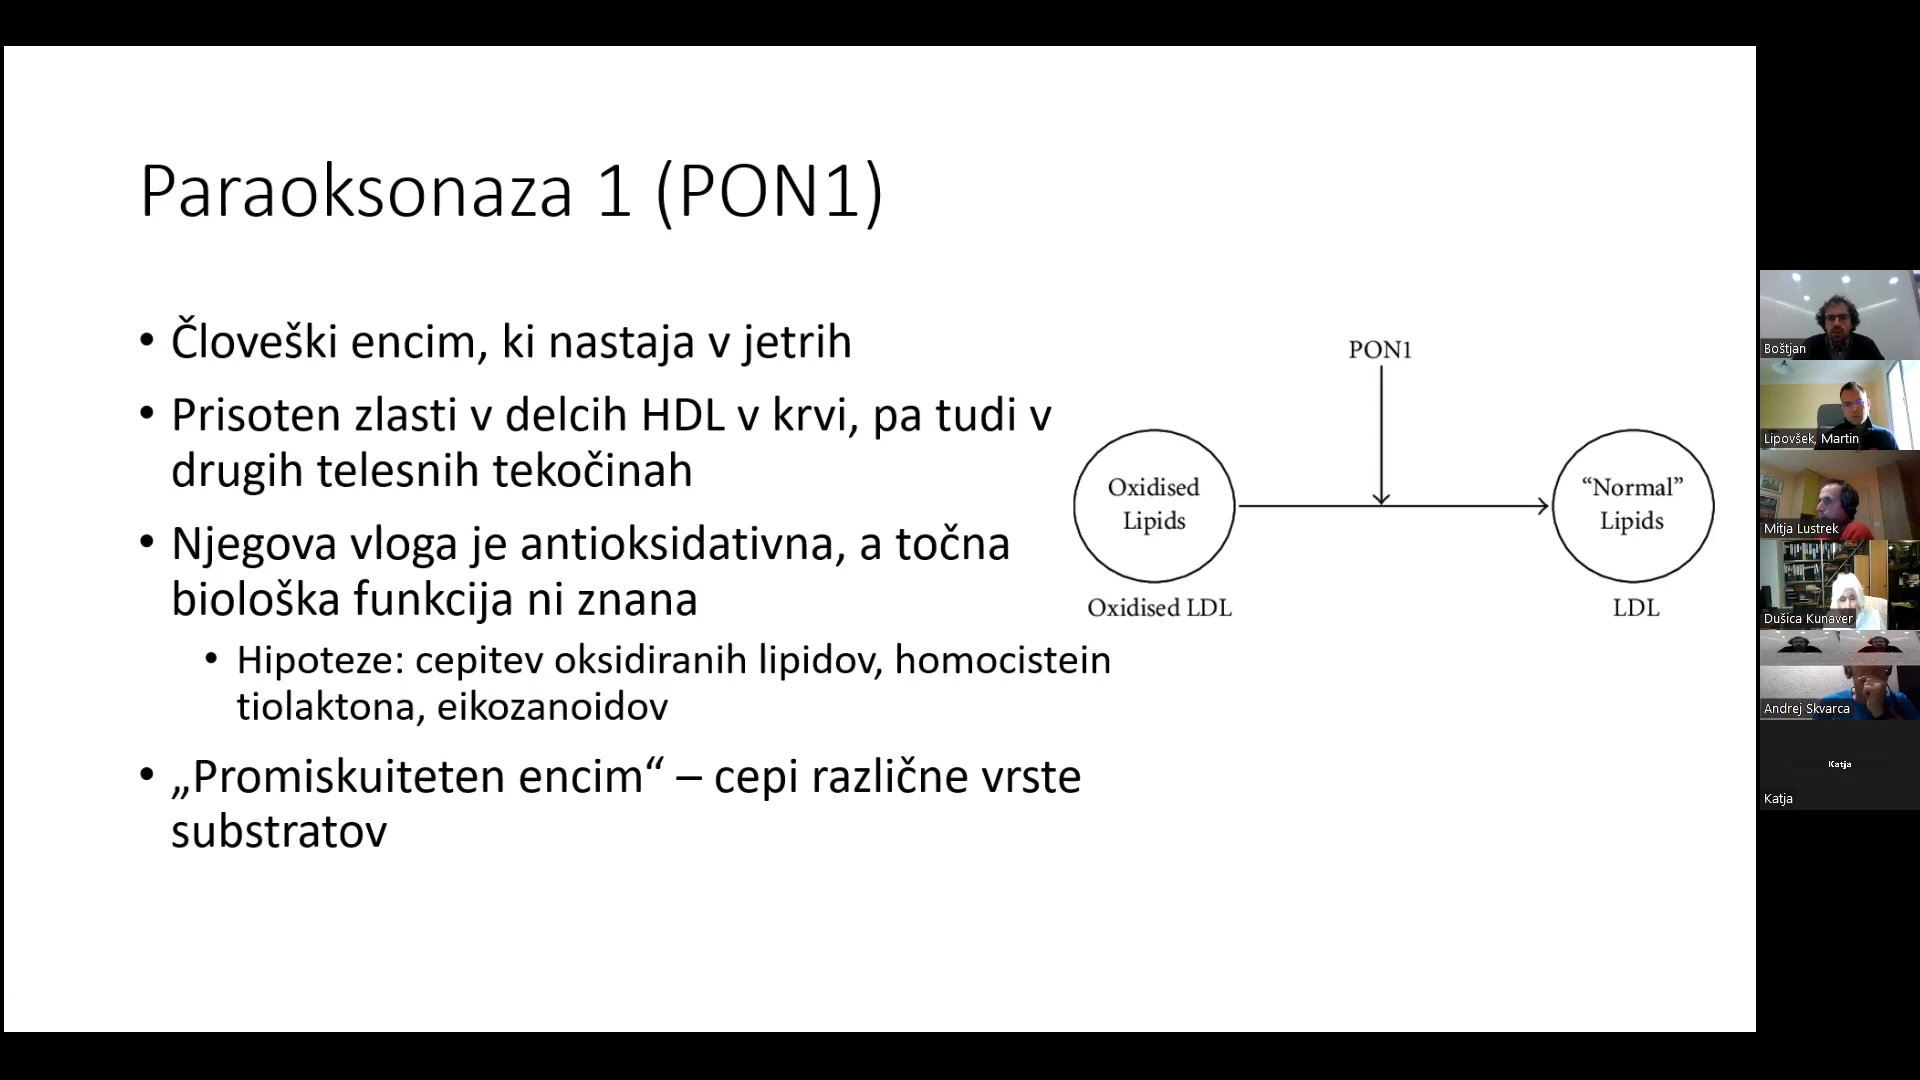 Paraoksonaza 1 (PON1)
• Človeški encim, ki nastaja v jetrih
• Prisoten zlasti v delcih HDL v krvi, pa tudi v
drugih telesnih tekočinah
• Njegova vloga je antioksidativna, a točna
biološka funkcija ni znana
• Hipoteze: cepitev oksidiranih lipidov, homocistein
tiolaktona, eikozanoidov
• „Promiskuiteten encim“ – cepi različne vrste
substratov
PON1
Oxidised
Lipids
Oxidised LDL
“Normal”
Lipids
LDL
Boštjan
Lipovšek, Martin
Mitja Lustrek
Dušica Kunaver
Andrej Skvarca
Katja
Katja